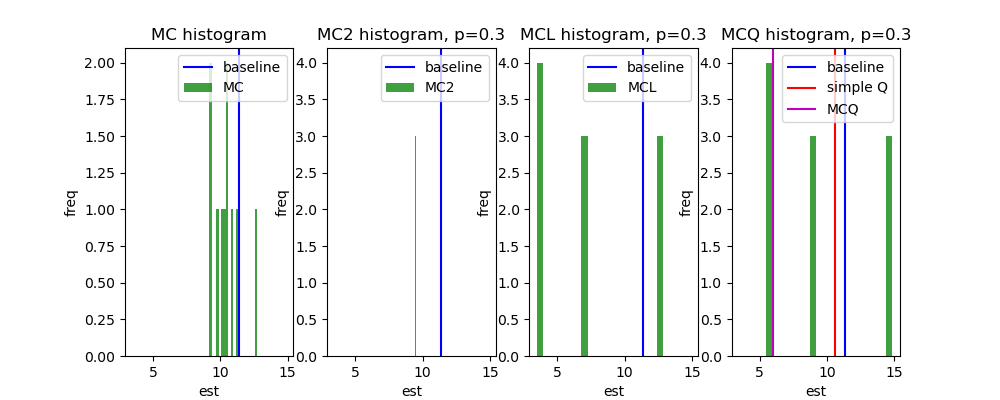 MC histogram
baseline
MC
freq
2.00
1.75
1.50
1.25
1.00
0.75
0.50
0.25
0.00
5
10
15
est
MC2 histogram, p=0.3
baseline
MC2
freq
4.0
3.5
3.0
2.5
2.0
1.5
1.0
0.5
0.0
5
10
15
est
MCL histogram, p=0.3
baseline
MCL
freq
4.0
3.5
3.0
2.5
2.0
1.5
1.0
0.5
0.0
5
10
15
est
MCQ histogram, p=0.3
baseline
simple Q
MCQ
freq
4.0
3.5
3.0
2.5
2.0
1.5
1.0
0.5
0.0
5
10
15
est